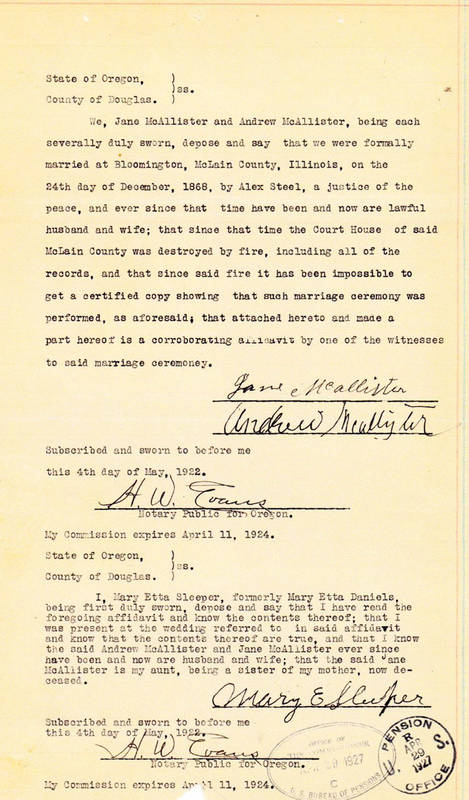 State of Oregon, )
)ss.
County of Douglas. )
We, Jane McAllister and Andrew McAllister, being each
severally duly sworn, depose and say that we were formally
married at Bloomington, McLain County, Illinois, on the
24th day of December, 1868, by Alex Steel, a justice of the
peace, and ever since that time have been and now are lawful
husband and wife; that since that time the Court House of said
McLain County was destroyed by fire, including all of the
records, and that since said fire it has been impossible to
get a certified copy showing that such marriage ceremony was
performed, as aforesaid; that attached hereto and made a
part hereof is a corroborating affidavit by one of the witnesses
to said marriage ceremoney.
Jane McAllister
Andrew McAllister
Subscribed and sworn to before me
this 4th day of May, 1922.
H. W. Evans
Notary Public for Oregon.
My Commission expires April 11, 1924.
State of Oregon, )
)ss.
County of Douglas. )
I, Mary Etta Sleeper, formerly Mary Etta Daniels,
being first duly sworn, depose and say that I have read the
foregoing affidavit and know the contents thereof; that I
was present at the wedding referred to in said affidavit
and know that the contents thereof are true, and that I know
the said Andrew McAllister and Jane McAllister ever since
have been and now are husband and wife; that the said Jane
McAllister is my aunt, being a sister of my mother, now de-
ceased.
Mary E Sleeper
Subscribed and sworn to before me
this 4th day of May, 1922.
H. W. Evans
Notary Public for Oregon.
My Commission expires April 11, 1924.
OFFICE OF
29 1927
U. S. BUREAU OF PENSIONS
U. S. PENSION OFFICE
R.
APR
29
1927